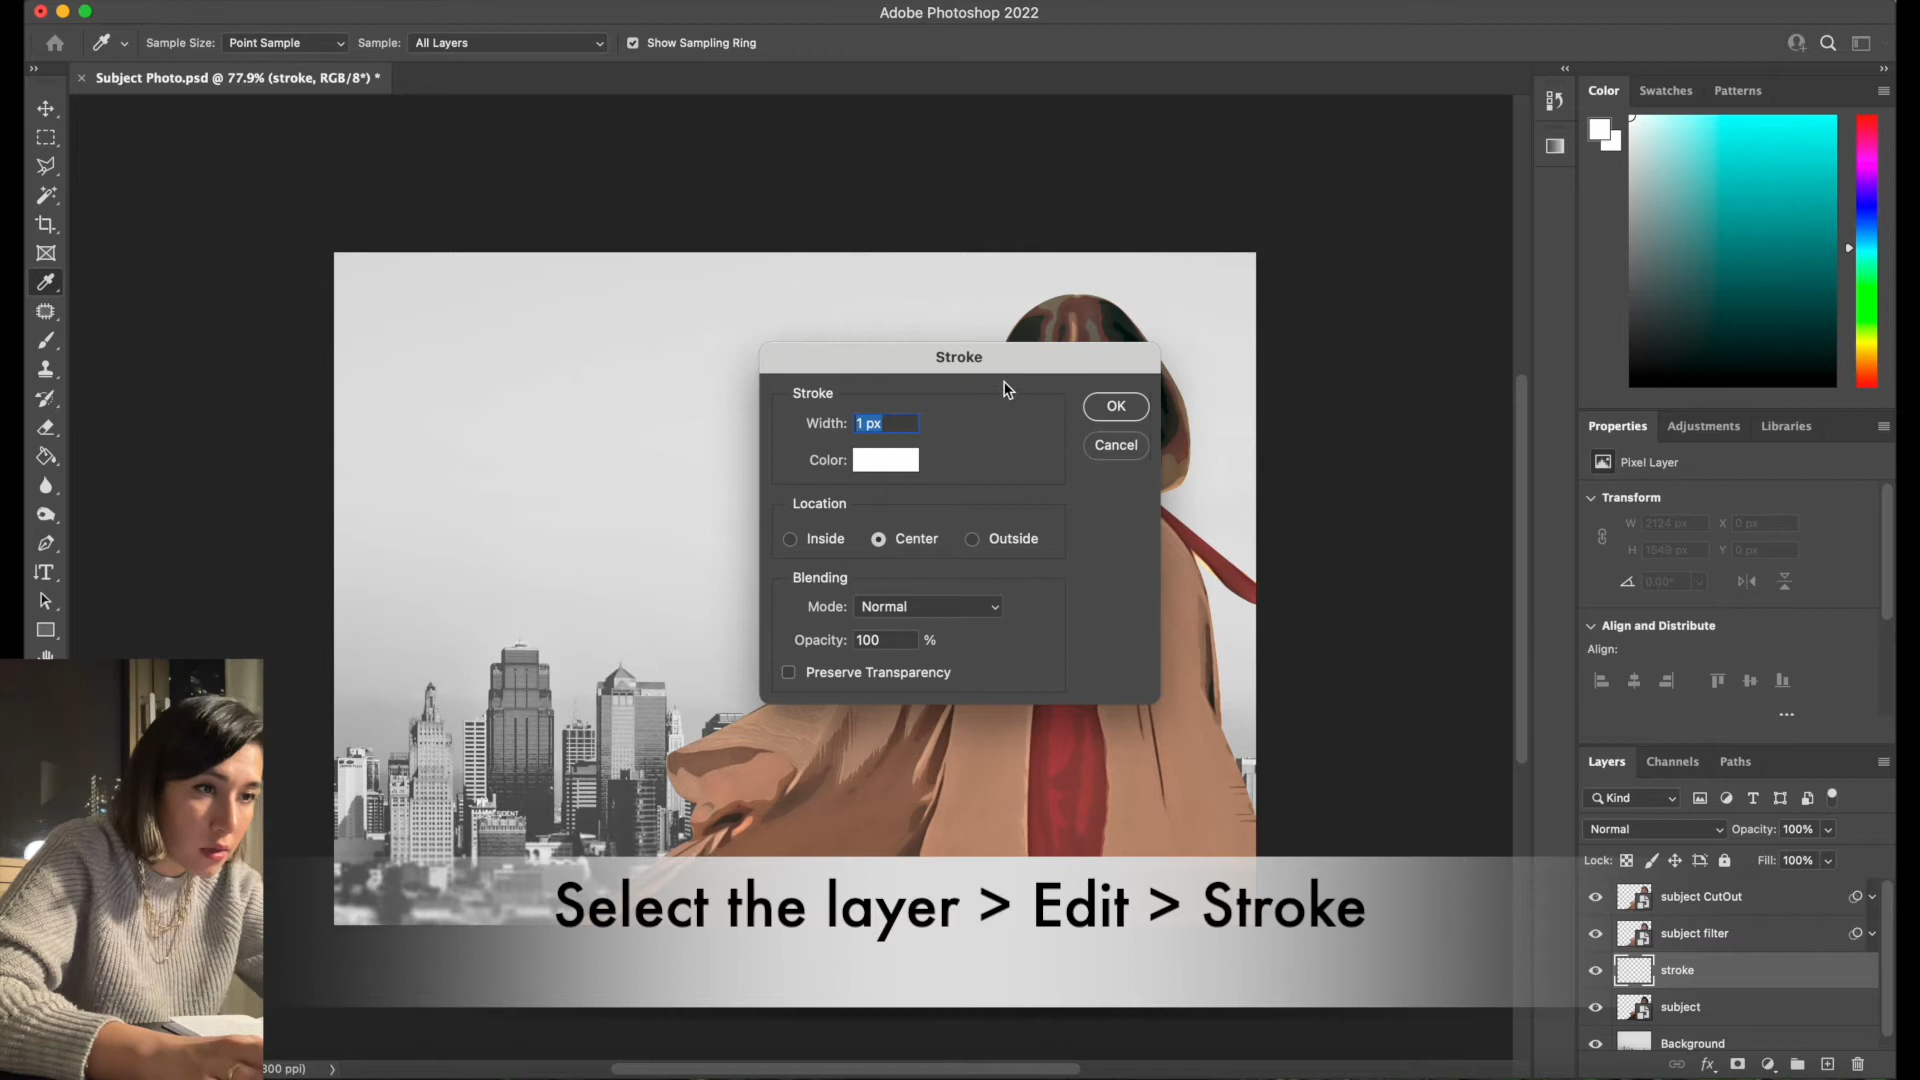 Adobe Photoshop 2022
Sample Size: Point Sample Sample: All Layers Show Sampling Ring
Subject Photo.psd @ 77.9% (stroke, RGB/8*) *
Color Swatches Patterns
Stroke
Stroke
Width: 1 px
Color:
OK
Cancel
Location
Inside Center Outside
Blending
Mode: Normal
Opacity: 100 %
Preserve Transparency
Properties Adjustments Libraries
Pixel Layer
Transform
W 2124 px X 0 px
H 1549 px Y 0 px
0.00°
Align and Distribute
Align:
Layers Channels Paths
Kind
Normal Opacity: 100%
Lock: Fill: 100%
subject CutOut
subject filter
stroke
subject
Background
fx
Select the layer > Edit > Stroke
300 ppi)